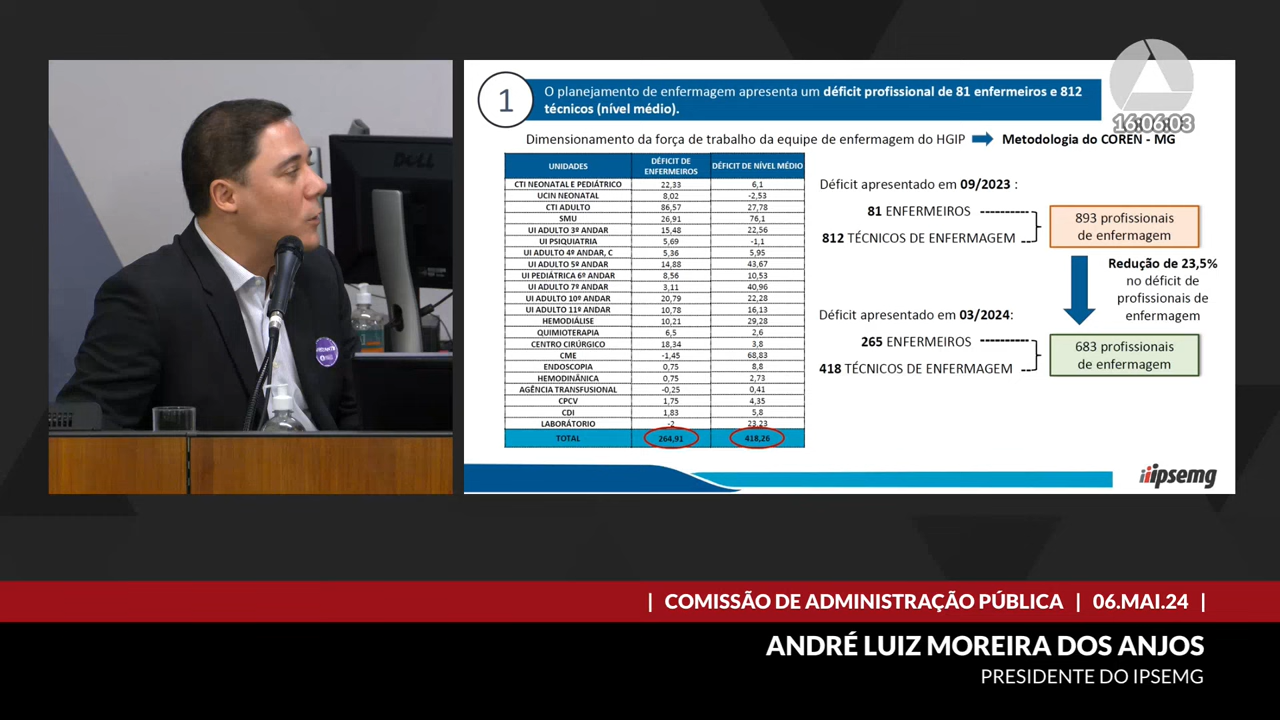 1
O planejamento de enfermagem apresenta um déficit profissional de 81 enfermeiros e 812
técnicos (nível médio).
16:06:03
Dimensionamento da força de trabalho da equipe de enfermagem do HGIP Metodologia do COREN - MG
UNIDADES DÉFICIT DE ENFERMEIROS DÉFICIT DE NÍVEL MÉDIO
CTI NEONATAL E PEDIÁTRICO 22,33 6,1
UCIN NEONATAL 8,02 -2,53
CTI ADULTO 86,57 27,78
SMU 26,91 76,1
UI ADULTO 3º ANDAR 15,48 22,56
UI PSIQUIATRIA 5,69 -1,1
UI ADULTO 4º ANDAR, C 5,36 5,95
UI ADULTO 5º ANDAR 14,88 43,67
UI PEDIÁTRICA 6º ANDAR 8,56 10,53
UI ADULTO 7º ANDAR 3,11 40,96
UI ADULTO 10º ANDAR 20,79 22,28
UI ADULTO 11º ANDAR 10,78 16,13
HEMODIÁLISE 10,21 29,28
QUIMIOTERAPIA 6,5 2,6
CENTRO CIRÚRGICO 18,34 3,8
CME -1,45 68,83
ENDOSCOPIA 0,75 8,8
HEMODINÂMICA 0,75 2,73
AGÊNCIA TRANSFUSIONAL -0,25 0,41
CPCV 1,75 4,35
CDI 1,83 5,8
LABORATÓRIO -2 23,23
TOTAL 264,91 418,26
Déficit apresentado em 09/2023 :
81 ENFERMEIROS
812 TÉCNICOS DE ENFERMAGEM
893 profissionais
de enfermagem
Redução de 23,5%
no déficit de
profissionais de
enfermagem
Déficit apresentado em 03/2024:
265 ENFERMEIROS
418 TÉCNICOS DE ENFERMAGEM
683 profissionais
de enfermagem
ipsemg
DELL
| COMISSÃO DE ADMINISTRAÇÃO PÚBLICA | 06.MAI.24 |
ANDRÉ LUIZ MOREIRA DOS ANJOS
PRESIDENTE DO IPSEMG